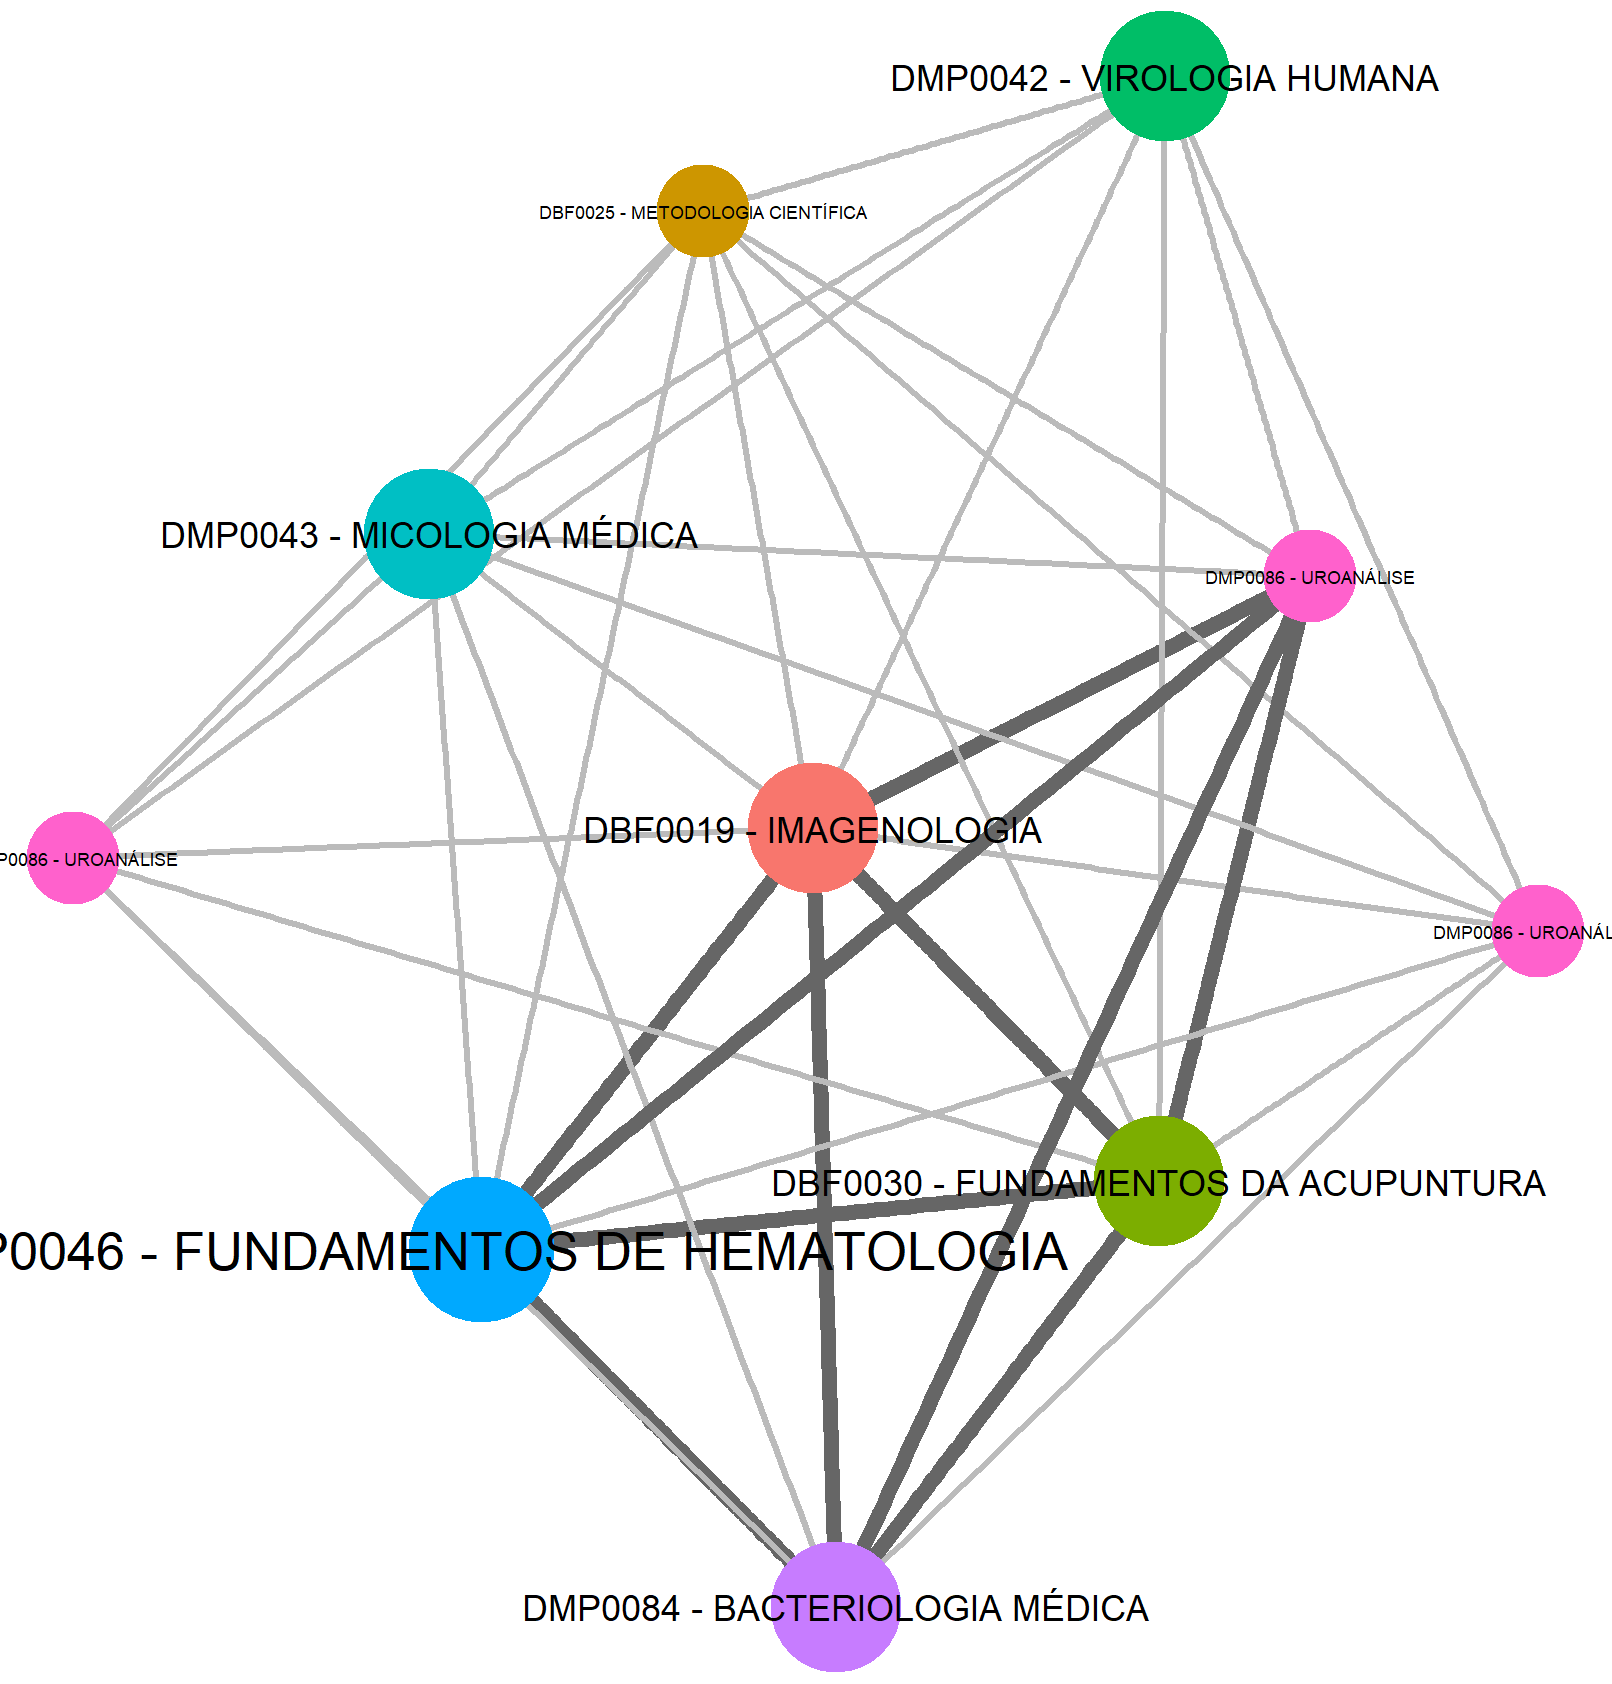 DMP0042 - VIROLOGIA HUMANA
DBF0025 - METODOLOGIA CIENTÍFICA
DMP0043 - MICOLOGIA MÉDICA
DMP0086 - UROANÁLISE
DBF0019 - IMAGENOLOGIA
P0086 - UROANÁLISE
DMP0086 - UROANÁL
DBF0030 - FUNDAMENTOS DA ACUPUNTURA
P0046 - FUNDAMENTOS DE HEMATOLOGIA
DMP0084 - BACTERIOLOGIA MÉDICA